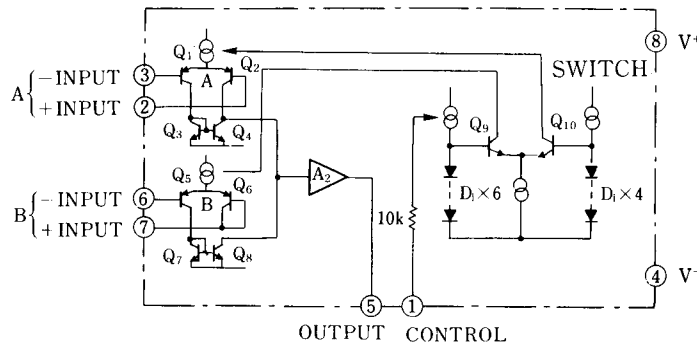 Q₁
Q₂
⑧ V⁺
A
SWITCH
A { −INPUT ③
+INPUT ②
Q₃
Q₄
Q₉
Q₁₀
Q₅
Q₆
B
A₂
B { −INPUT ⑥
+INPUT ⑦
Dᵢ×6
Dᵢ×4
10k
Q₇
Q₈
④ V⁻
⑤
①
OUTPUT
CONTROL